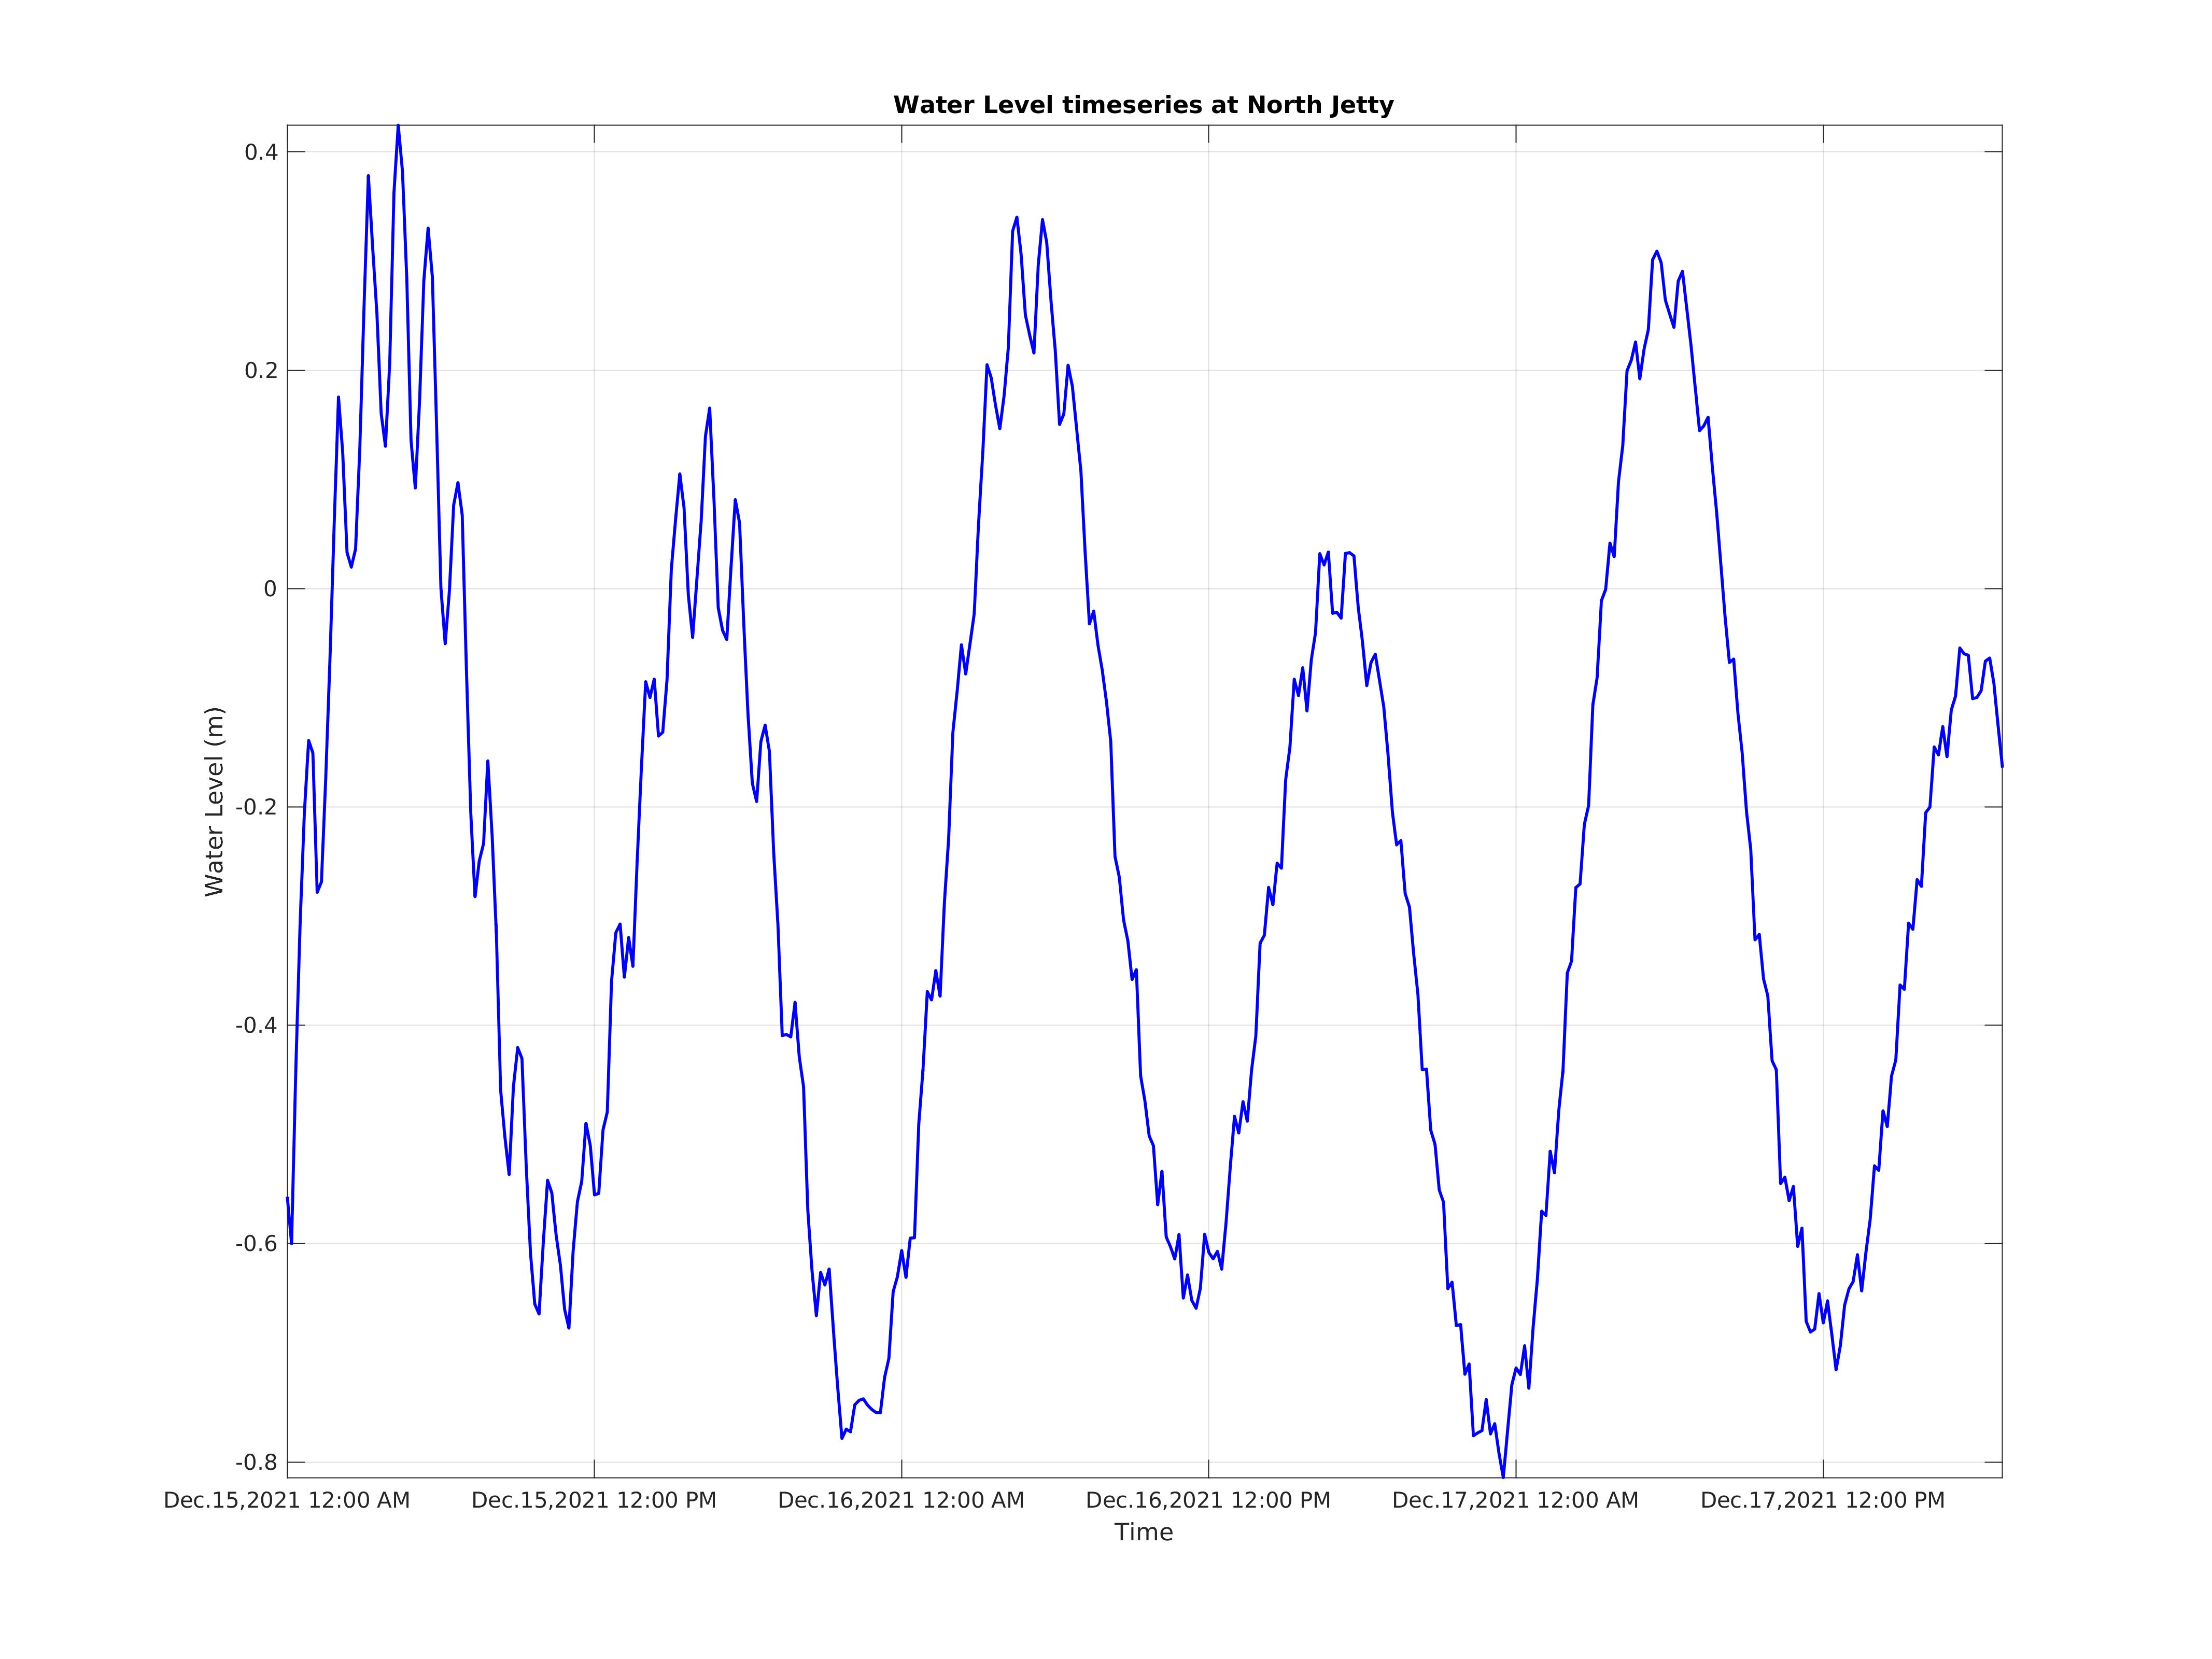 Water Level timeseries at North Jetty
0.4
0.2
0
-0.2
-0.4
-0.6
-0.8
Water Level (m)
Dec.15,2021 12:00 AM
Dec.15,2021 12:00 PM
Dec.16,2021 12:00 AM
Dec.16,2021 12:00 PM
Dec.17,2021 12:00 AM
Dec.17,2021 12:00 PM
Time